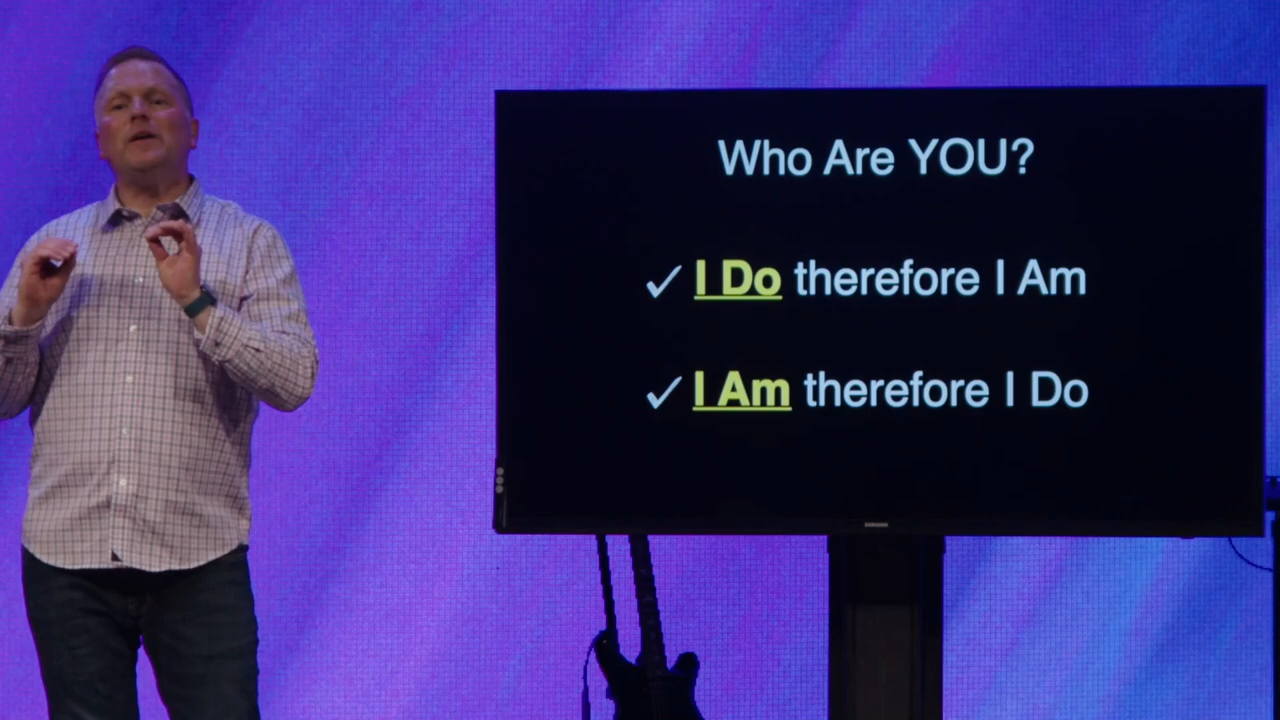 Who Are YOU?
✓ I Do therefore I Am
✓ I Am therefore I Do